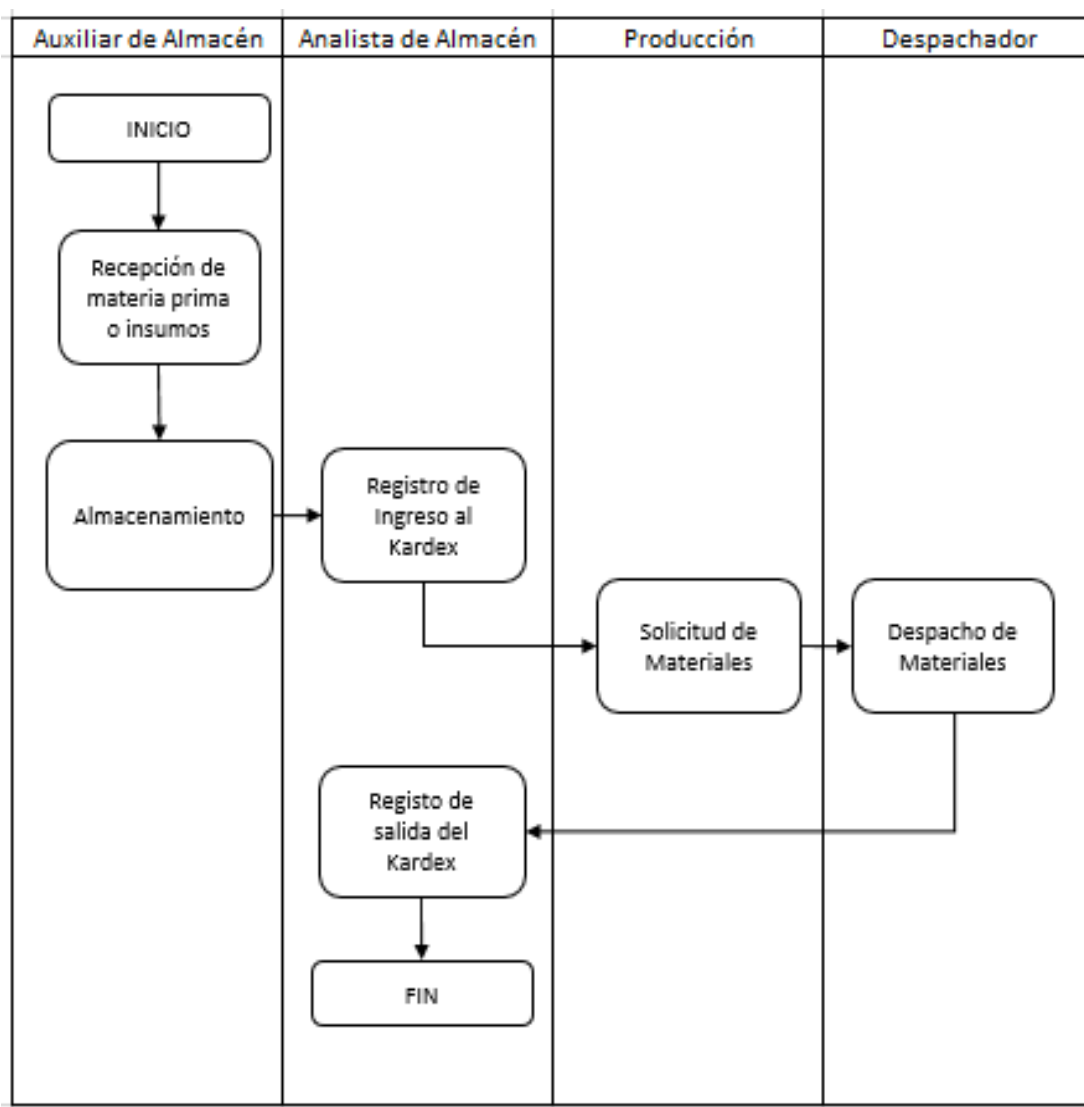 Auxiliar de Almacén
Analista de Almacén
Producción
Despachador
INICIO
Recepción de
materia prima
o insumos
Almacenamiento
Registro de
Ingreso al
Kardex
Solicitud de
Materiales
Despacho de
Materiales
Registo de
salida del
Kardex
FIN